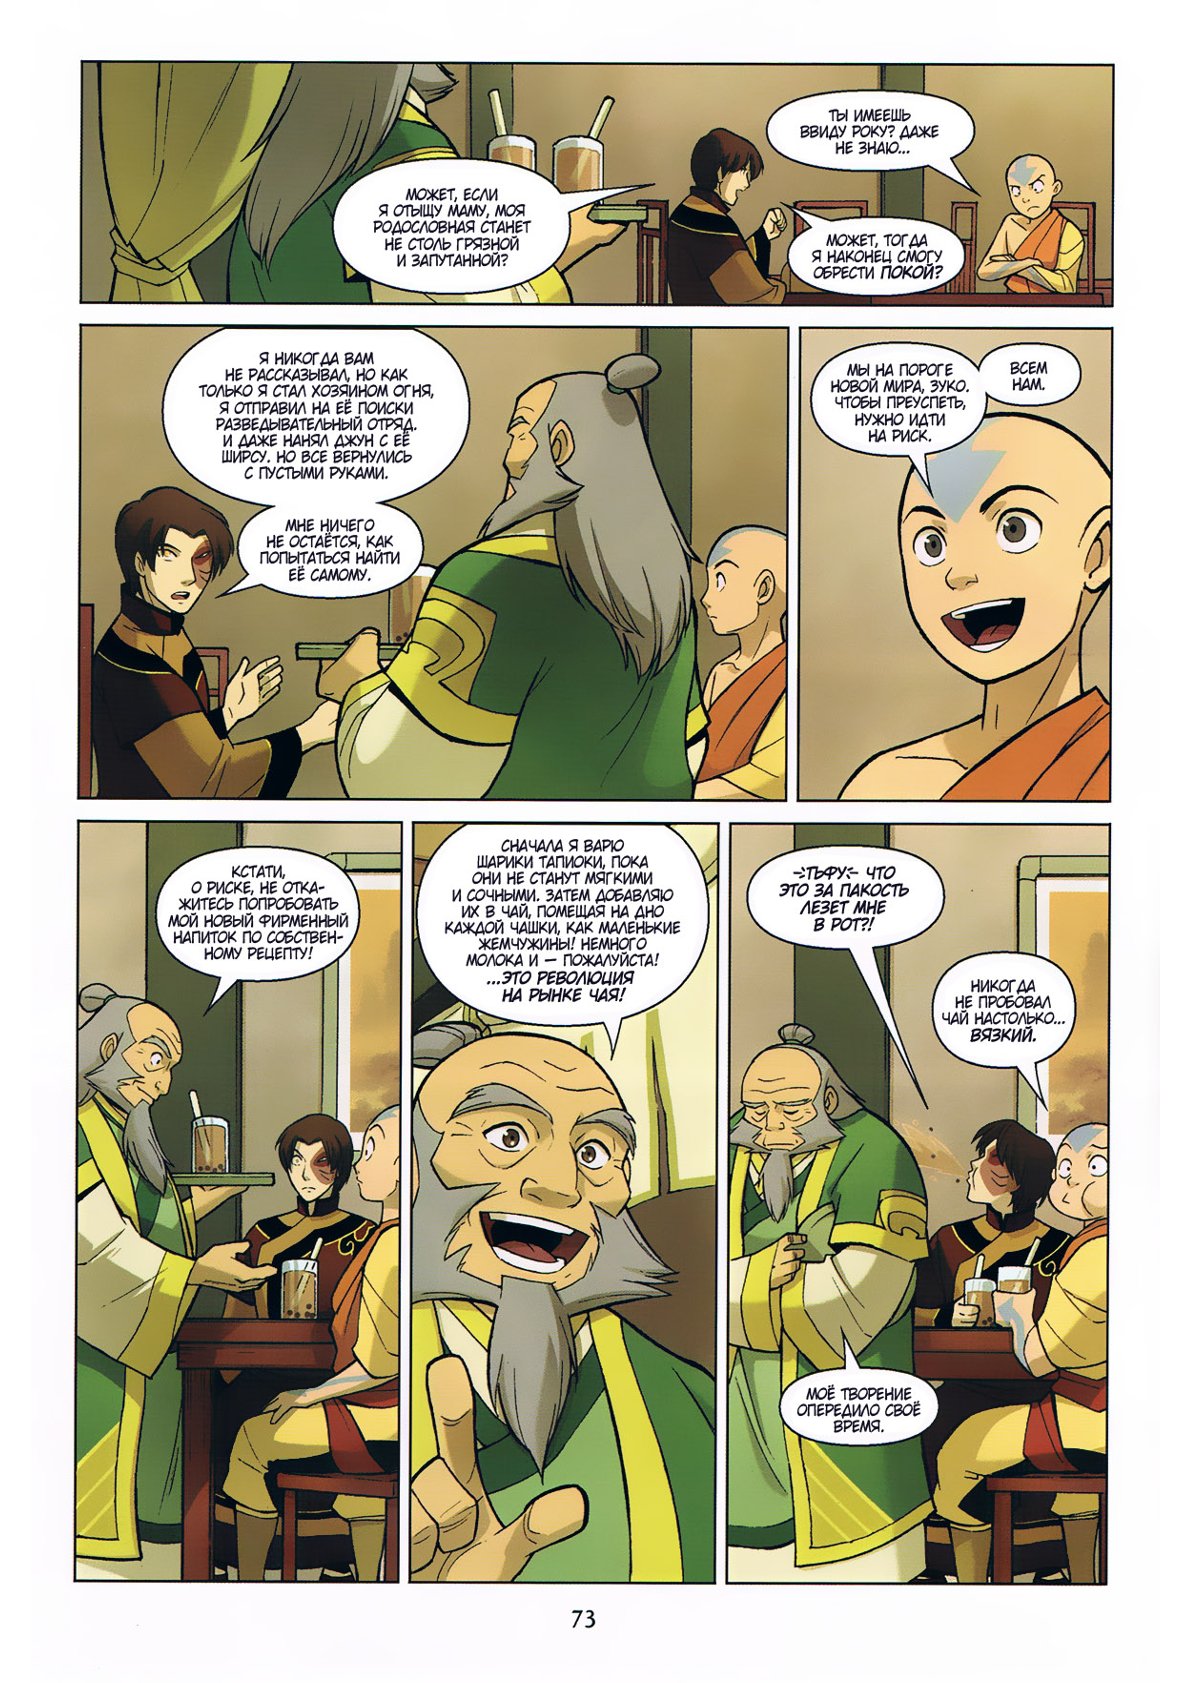 МОЖЕТ, ЕСЛИ
Я ОТЫЩУ МАМУ, МОЯ
РОДОСЛОВНАЯ СТАНЕТ
НЕ СТОЛЬ ГРЯЗНОЙ
И ЗАПУТАННОЙ?
ТЫ ИМЕЕШЬ
ВВИДУ РОКУ? ДАЖЕ
НЕ ЗНАЮ...
МОЖЕТ, ТОГДА
Я НАКОНЕЦ СМОГУ
ОБРЕСТИ ПОКОЙ?
Я НИКОГДА ВАМ
НЕ РАССКАЗЫВАЛ, НО КАК
ТОЛЬКО Я СТАЛ ХОЗЯИНОМ ОГНЯ,
Я ОТПРАВИЛ НА ЕЁ ПОИСКИ
РАЗВЕДЫВАТЕЛЬНЫЙ ОТРЯД.
И ДАЖЕ НАНЯЛ ДЖУН С ЕЁ
ШИРСУ. НО ВСЕ ВЕРНУЛИСЬ
С ПУСТЫМИ РУКАМИ.
МНЕ НИЧЕГО
НЕ ОСТАЁТСЯ, КАК
ПОПЫТАТЬСЯ НАЙТИ
ЕЁ САМОМУ.
МЫ НА ПОРОГЕ
НОВОЙ МИРА, ЗУКО.
ЧТОБЫ ПРЕУСПЕТЬ,
НУЖНО ИДТИ
НА РИСК.
ВСЕМ
НАМ.
КСТАТИ,
О РИСКЕ, НЕ ОТКА-
ЖИТЕСЬ ПОПРОБОВАТЬ
МОЙ НОВЫЙ ФИРМЕННЫЙ
НАПИТОК ПО СОБСТВЕН-
НОМУ РЕЦЕПТУ!
СНАЧАЛА Я ВАРЮ
ШАРИКИ ТАПИОКИ, ПОКА
ОНИ НЕ СТАНУТ МЯГКИМИ
И СОЧНЫМИ. ЗАТЕМ ДОБАВЛЯЮ
ИХ В ЧАЙ, ПОМЕЩАЯ НА ДНО
КАЖДОЙ ЧАШКИ, КАК МАЛЕНЬКИЕ
ЖЕМЧУЖИНЫ! НЕМНОГО
МОЛОКА И — ПОЖАЛУЙСТА!
...ЭТО РЕВОЛЮЦИЯ
НА РЫНКЕ ЧАЯ!
-ТЬФУ- ЧТО
ЭТО ЗА ПАКОСТЬ
ЛЕЗЕТ МНЕ
В РОТ?!
НИКОГДА
НЕ ПРОБОВАЛ
ЧАЙ НАСТОЛЬКО...
ВЯЗКИЙ.
МОЁ ТВОРЕНИЕ
ОПЕРЕДИЛО СВОЁ
ВРЕМЯ.
73